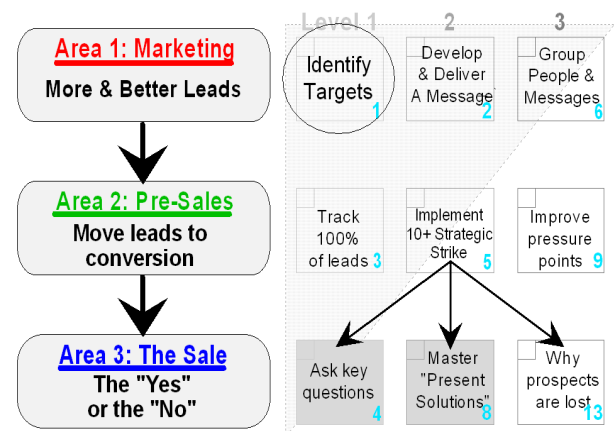 Level 1
2
3
Area 1: Marketing
More & Better Leads
Identify
Targets
1
Develop
& Deliver
A Message
2
Group
People &
Messages
6
Area 2: Pre-Sales
Move leads to
conversion
Track
100%
of leads
3
Implement
10+ Strategic
Strike
5
Improve
pressure
points
9
Area 3: The Sale
The "Yes"
or the "No"
Ask key
questions
4
Master
"Present
Solutions"
8
Why
prospects
are lost
13